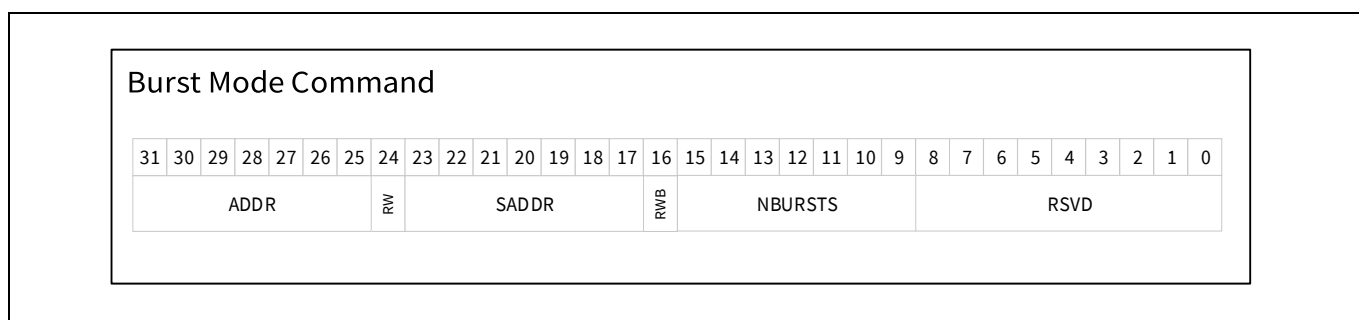 Burst Mode Command
31 30 29 28 27 26 25 24 23 22 21 20 19 18 17 16 15 14 13 12 11 10 9 8 7 6 5 4 3 2 1 0
ADDR RW SADDR RWB NBURSTS RSVD